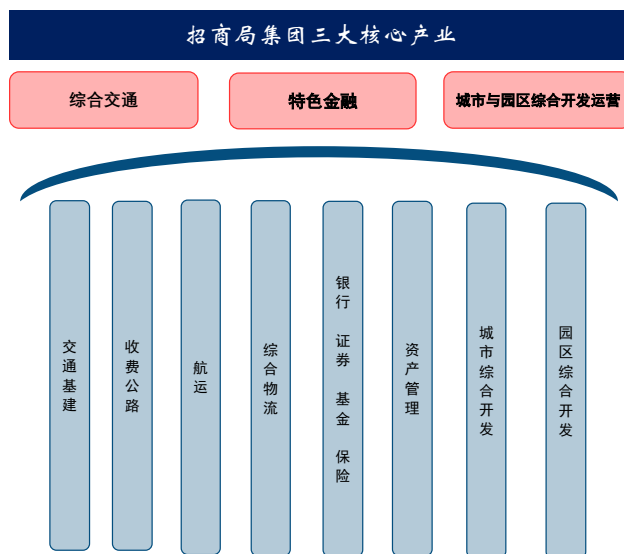 招商局集团三大核心产业
综合交通
特色金融
城市与园区综合开发运营
交通基建
收费公路
航运
综合物流
银行 证券 基金 保险
资产管理
城市综合开发
园区综合开发